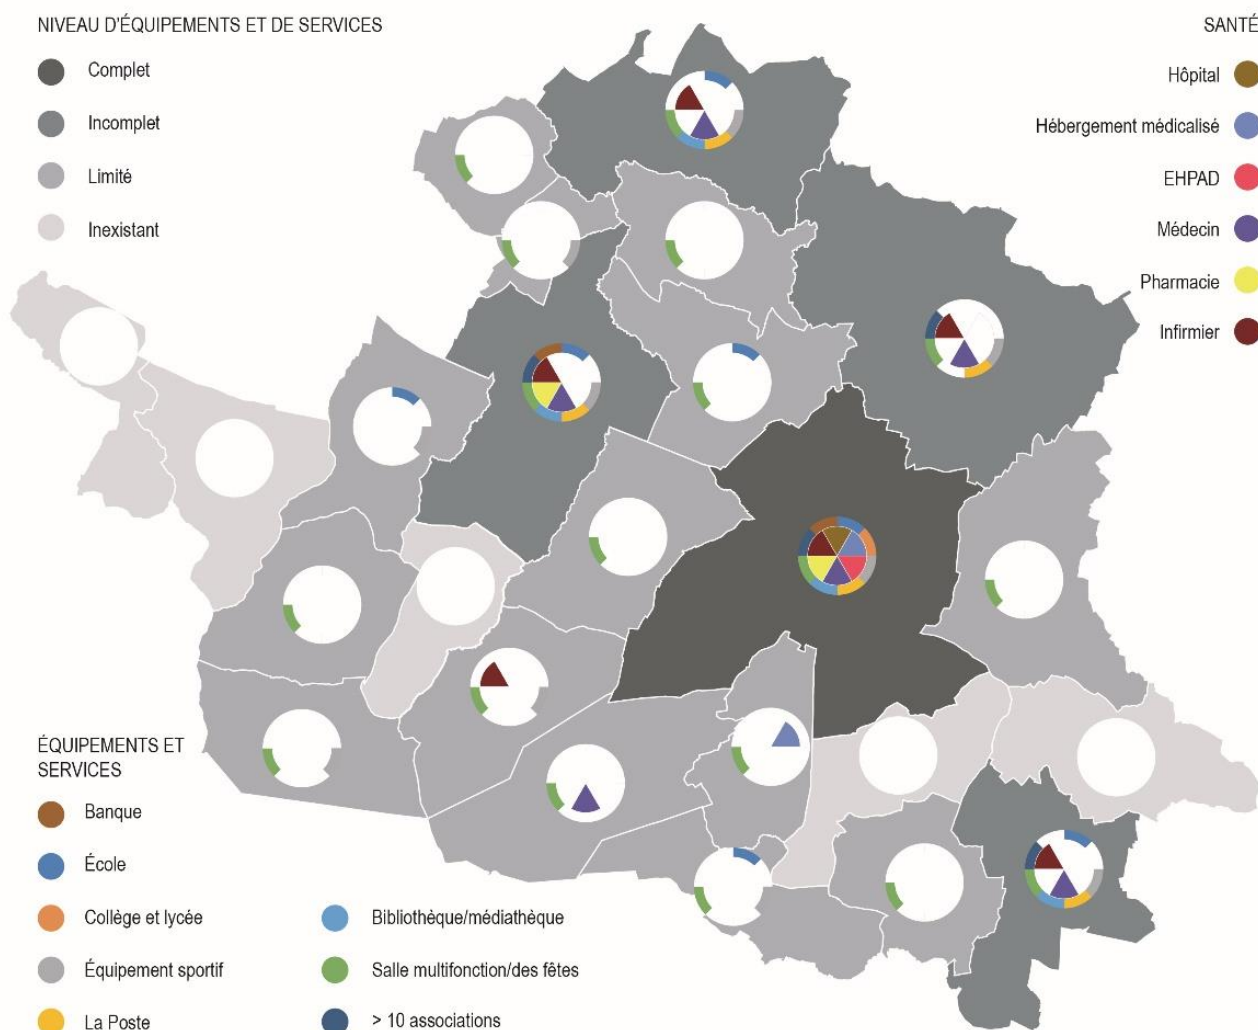 NIVEAU D'ÉQUIPEMENTS ET DE SERVICES
Complet
Incomplet
Limité
Inexistant
SANTÉ
Hôpital
Hébergement médicalisé
EHPAD
Médecin
Pharmacie
Infirmier
ÉQUIPEMENTS ET
SERVICES
Banque
École
Collège et lycée
Équipement sportif
La Poste
Bibliothèque/médiathèque
Salle multifonction/des fêtes
> 10 associations